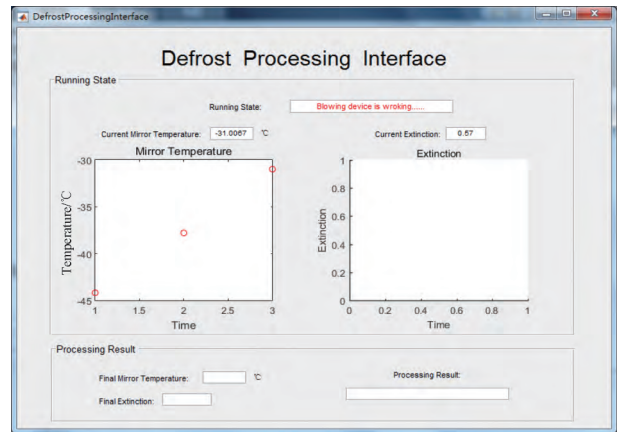 DefrostProcessingInterface
Defrost Processing Interface
Running State
Running State: Blowing device is wroking......
Current Mirror Temperature: -31.0067 ℃ Current Extinction: 0.57
Mirror Temperature
-30
-35
-40
-45
Temperature/℃
1 1.5 2 2.5 3
Time
Extinction
1
0.8
0.6
0.4
0.2
0
Extinction
0 0.2 0.4 0.6 0.8 1
Time
Processing Result
Final Mirror Temperature: ℃ Processing Result:
Final Extinction: